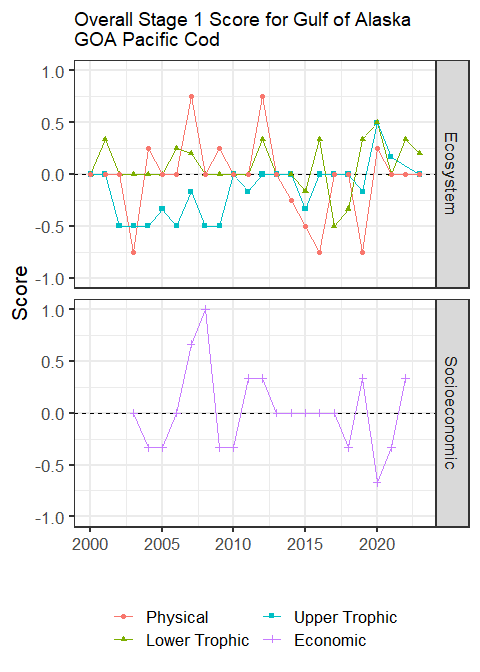 Overall Stage 1 Score for Gulf of Alaska
GOA Pacific Cod
1.0
0.5
0.0
-0.5
-1.0
Ecosystem
Score
1.0
0.5
0.0
-0.5
-1.0
Socioeconomic
2000 2005 2010 2015 2020
Physical Upper Trophic
Lower Trophic Economic